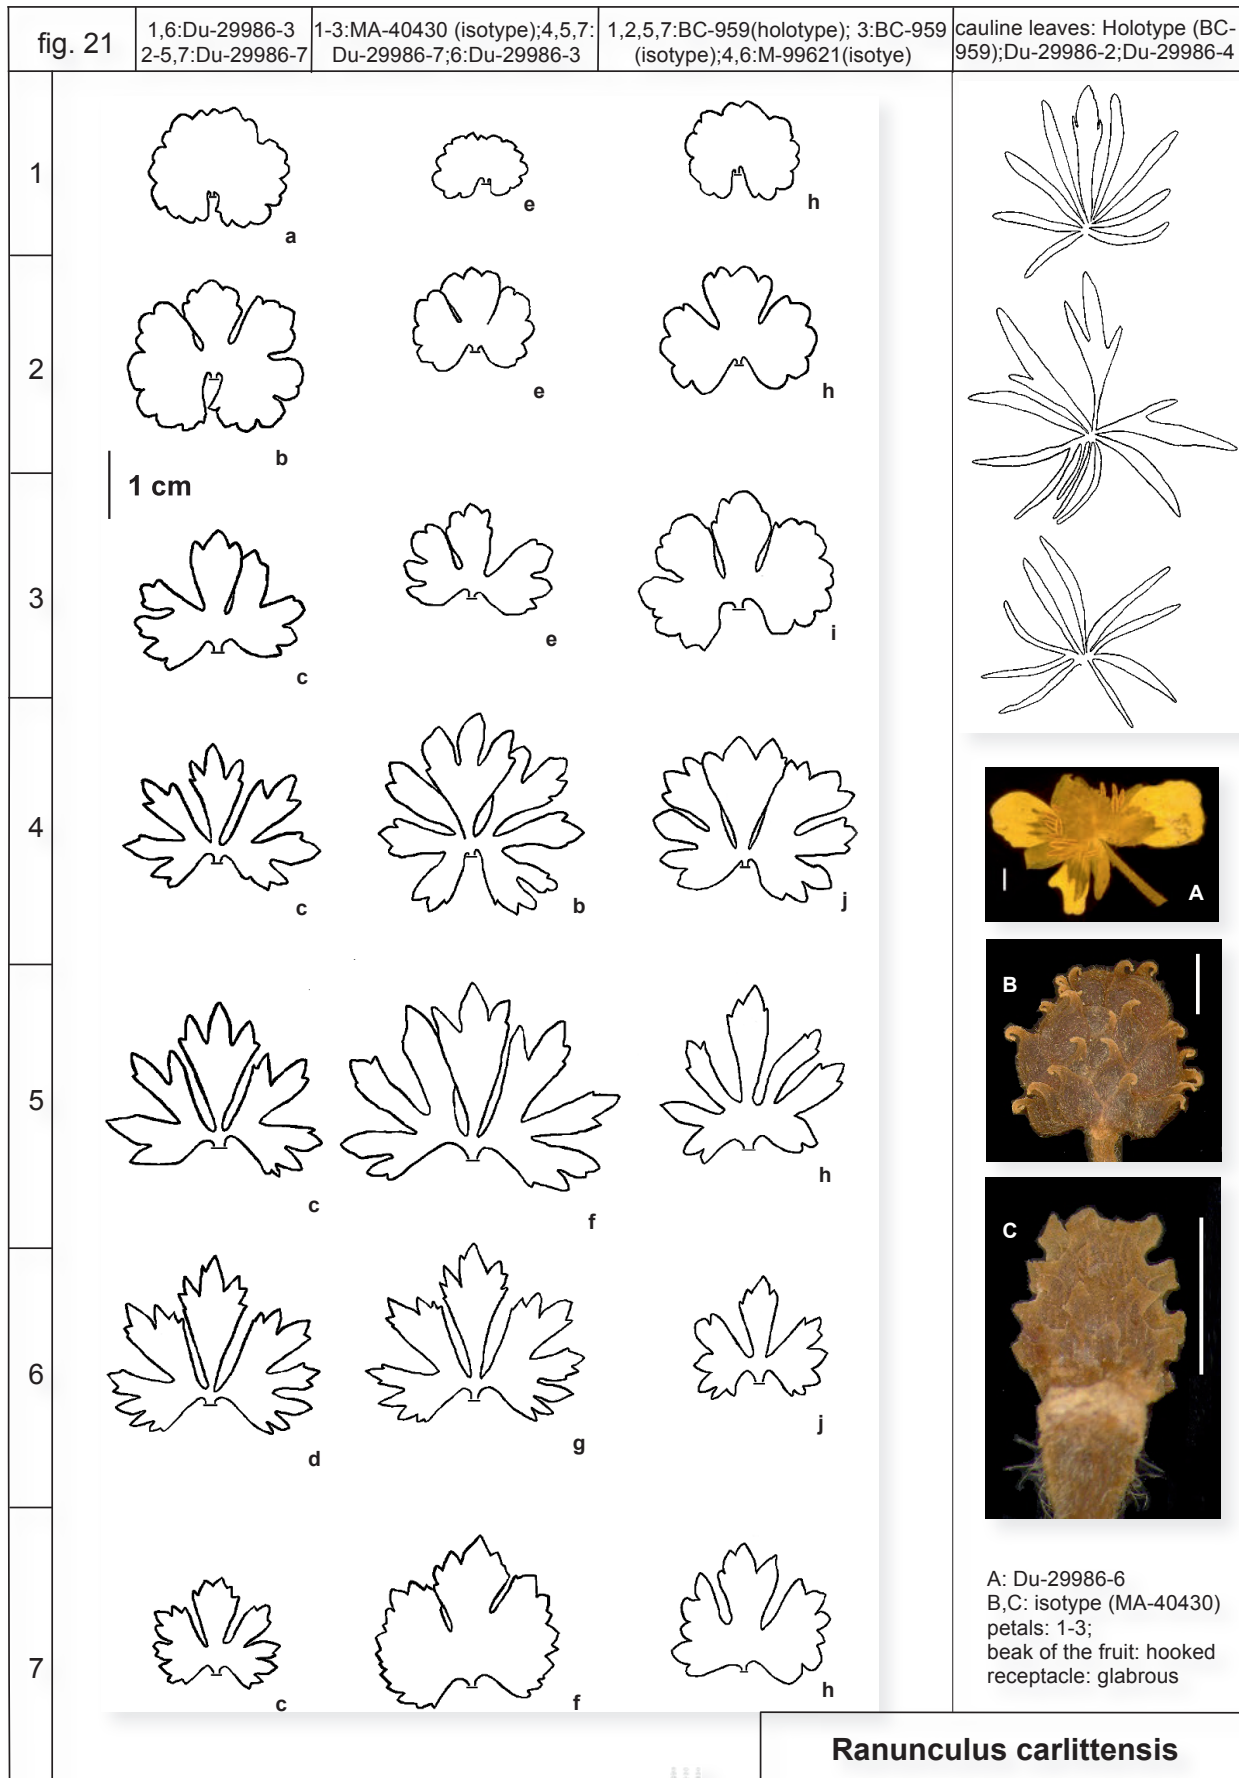 fig. 21
1,6:Du-29986-3
2-5,7:Du-29986-7
1-3:MA-40430 (isotype);4,5,7:
Du-29986-7;6:Du-29986-3
1,2,5,7:BC-959(holotype); 3:BC-959
(isotype);4,6:M-99621(isotye)
cauline leaves: Holotype (BC-
959);Du-29986-2;Du-29986-4
1
a
e
h
2
b
e
h
1 cm
3
c
e
i
4
c
b
j
A
B
5
c
f
h
C
6
d
g
j
7
c
f
h
A: Du-29986-6
B,C: isotype (MA-40430)
petals: 1-3;
beak of the fruit: hooked
receptacle: glabrous
Ranunculus carlittensis